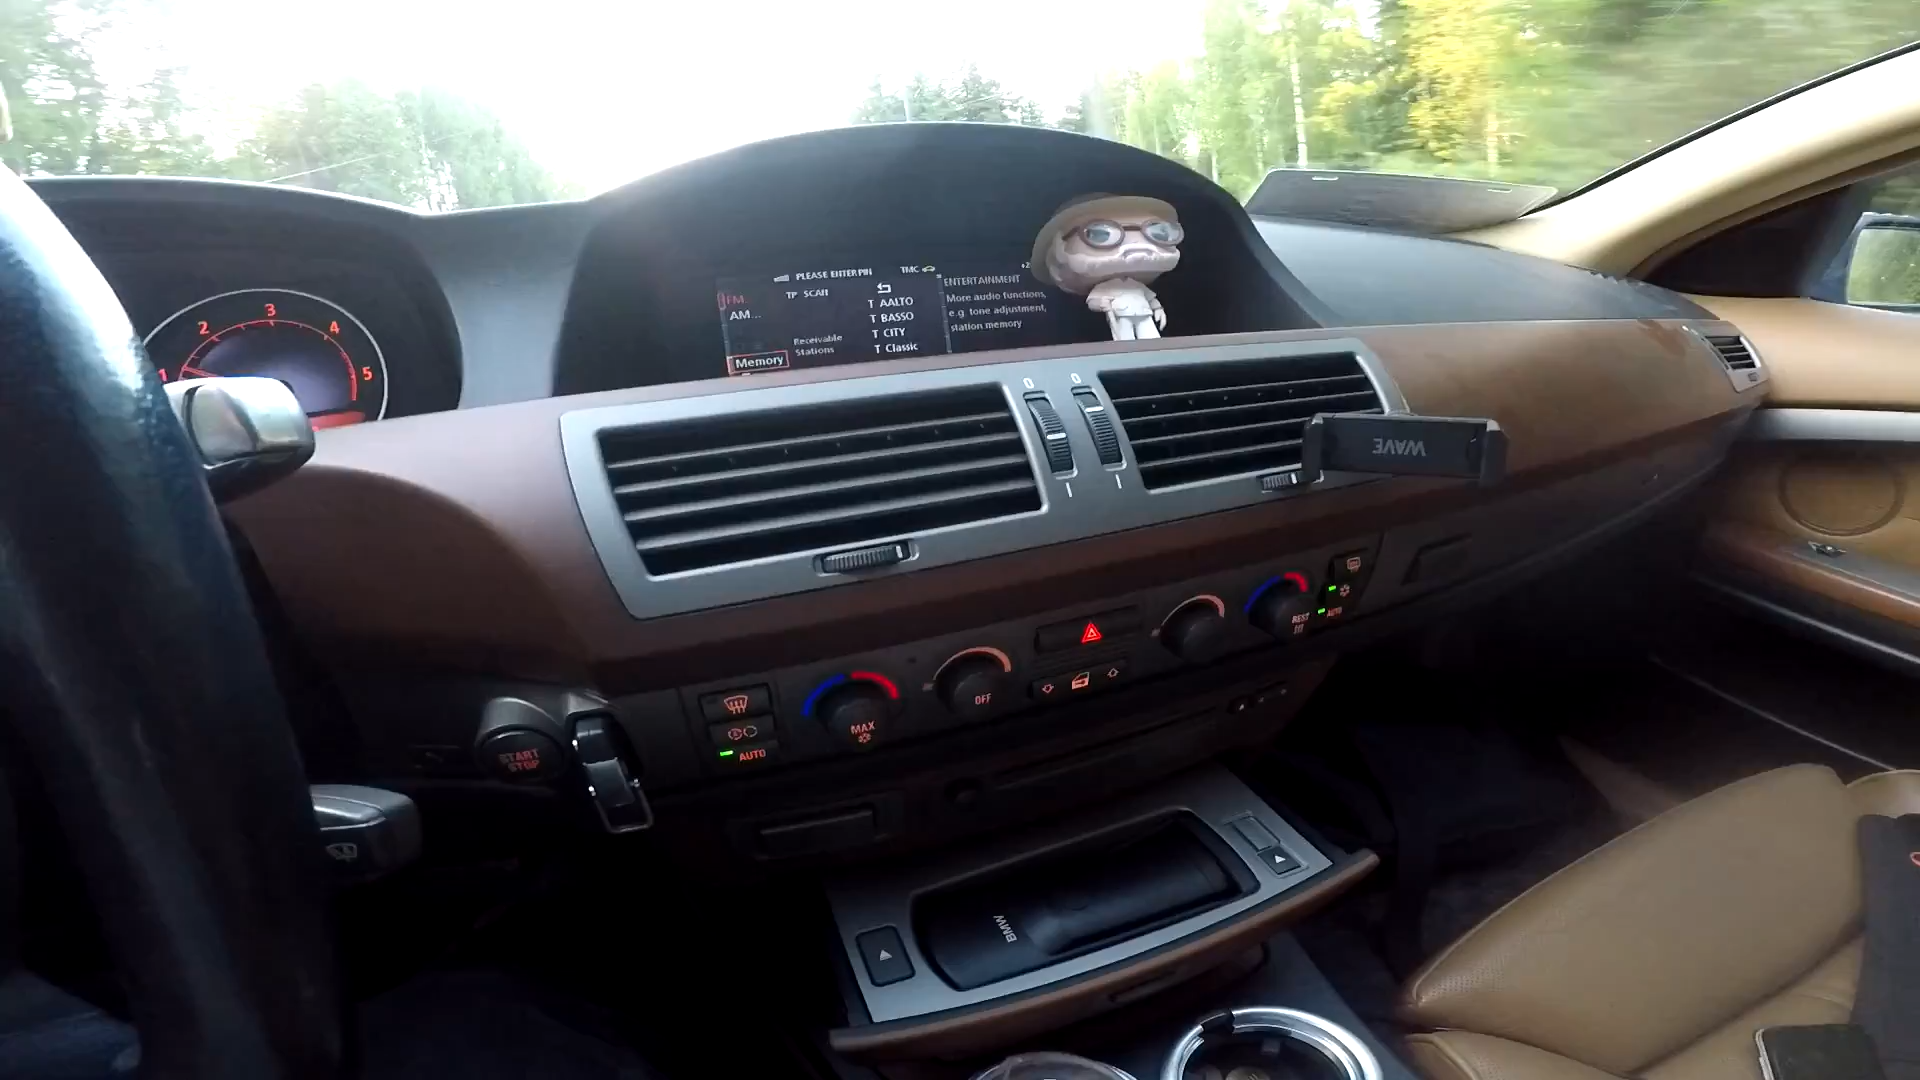 PLEASE ENTER PIN
TMC
+2
FM...
TP SCAN
ENTERTAINMENT
AM...
T AALTO
More audio functions,
T BASSO
e.g. tone adjustment,
Receivable
T CITY
station memory
Stations
T Classic
Memory
1 2 3 4 5
0 0
I I
WAVE
REST
AUTO
OFF
MAX
AUTO
START
STOP
BMW